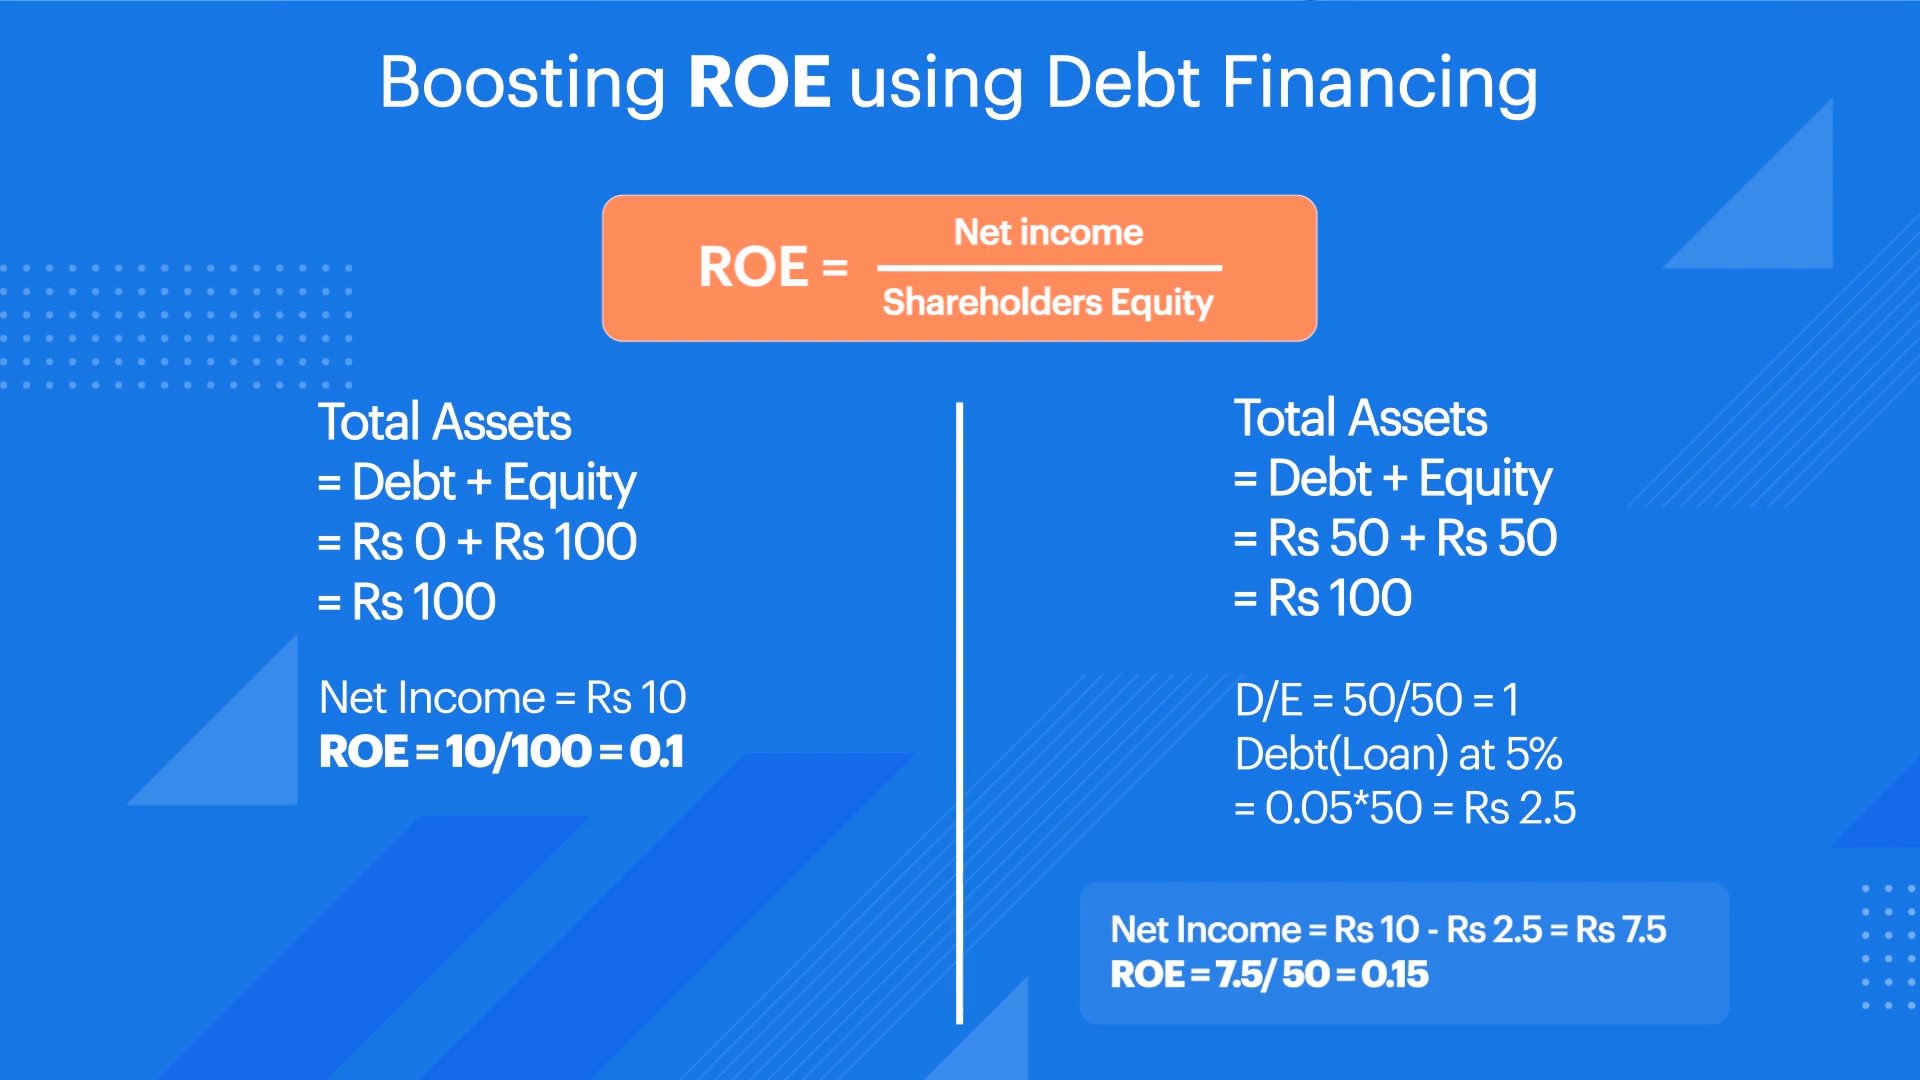 Boosting ROE using Debt Financing
ROE =
Net income
Shareholders Equity
Total Assets
= Debt + Equity
= Rs 0 + Rs 100
= Rs 100
Net Income = Rs 10
ROE = 10/100 = 0.1
Total Assets
= Debt + Equity
= Rs 50 + Rs 50
= Rs 100
D/E = 50/50 = 1
Debt(Loan) at 5%
= 0.05*50 = Rs 2.5
Net Income = Rs 10 - Rs 2.5 = Rs 7.5
ROE = 7.5/ 50 = 0.15